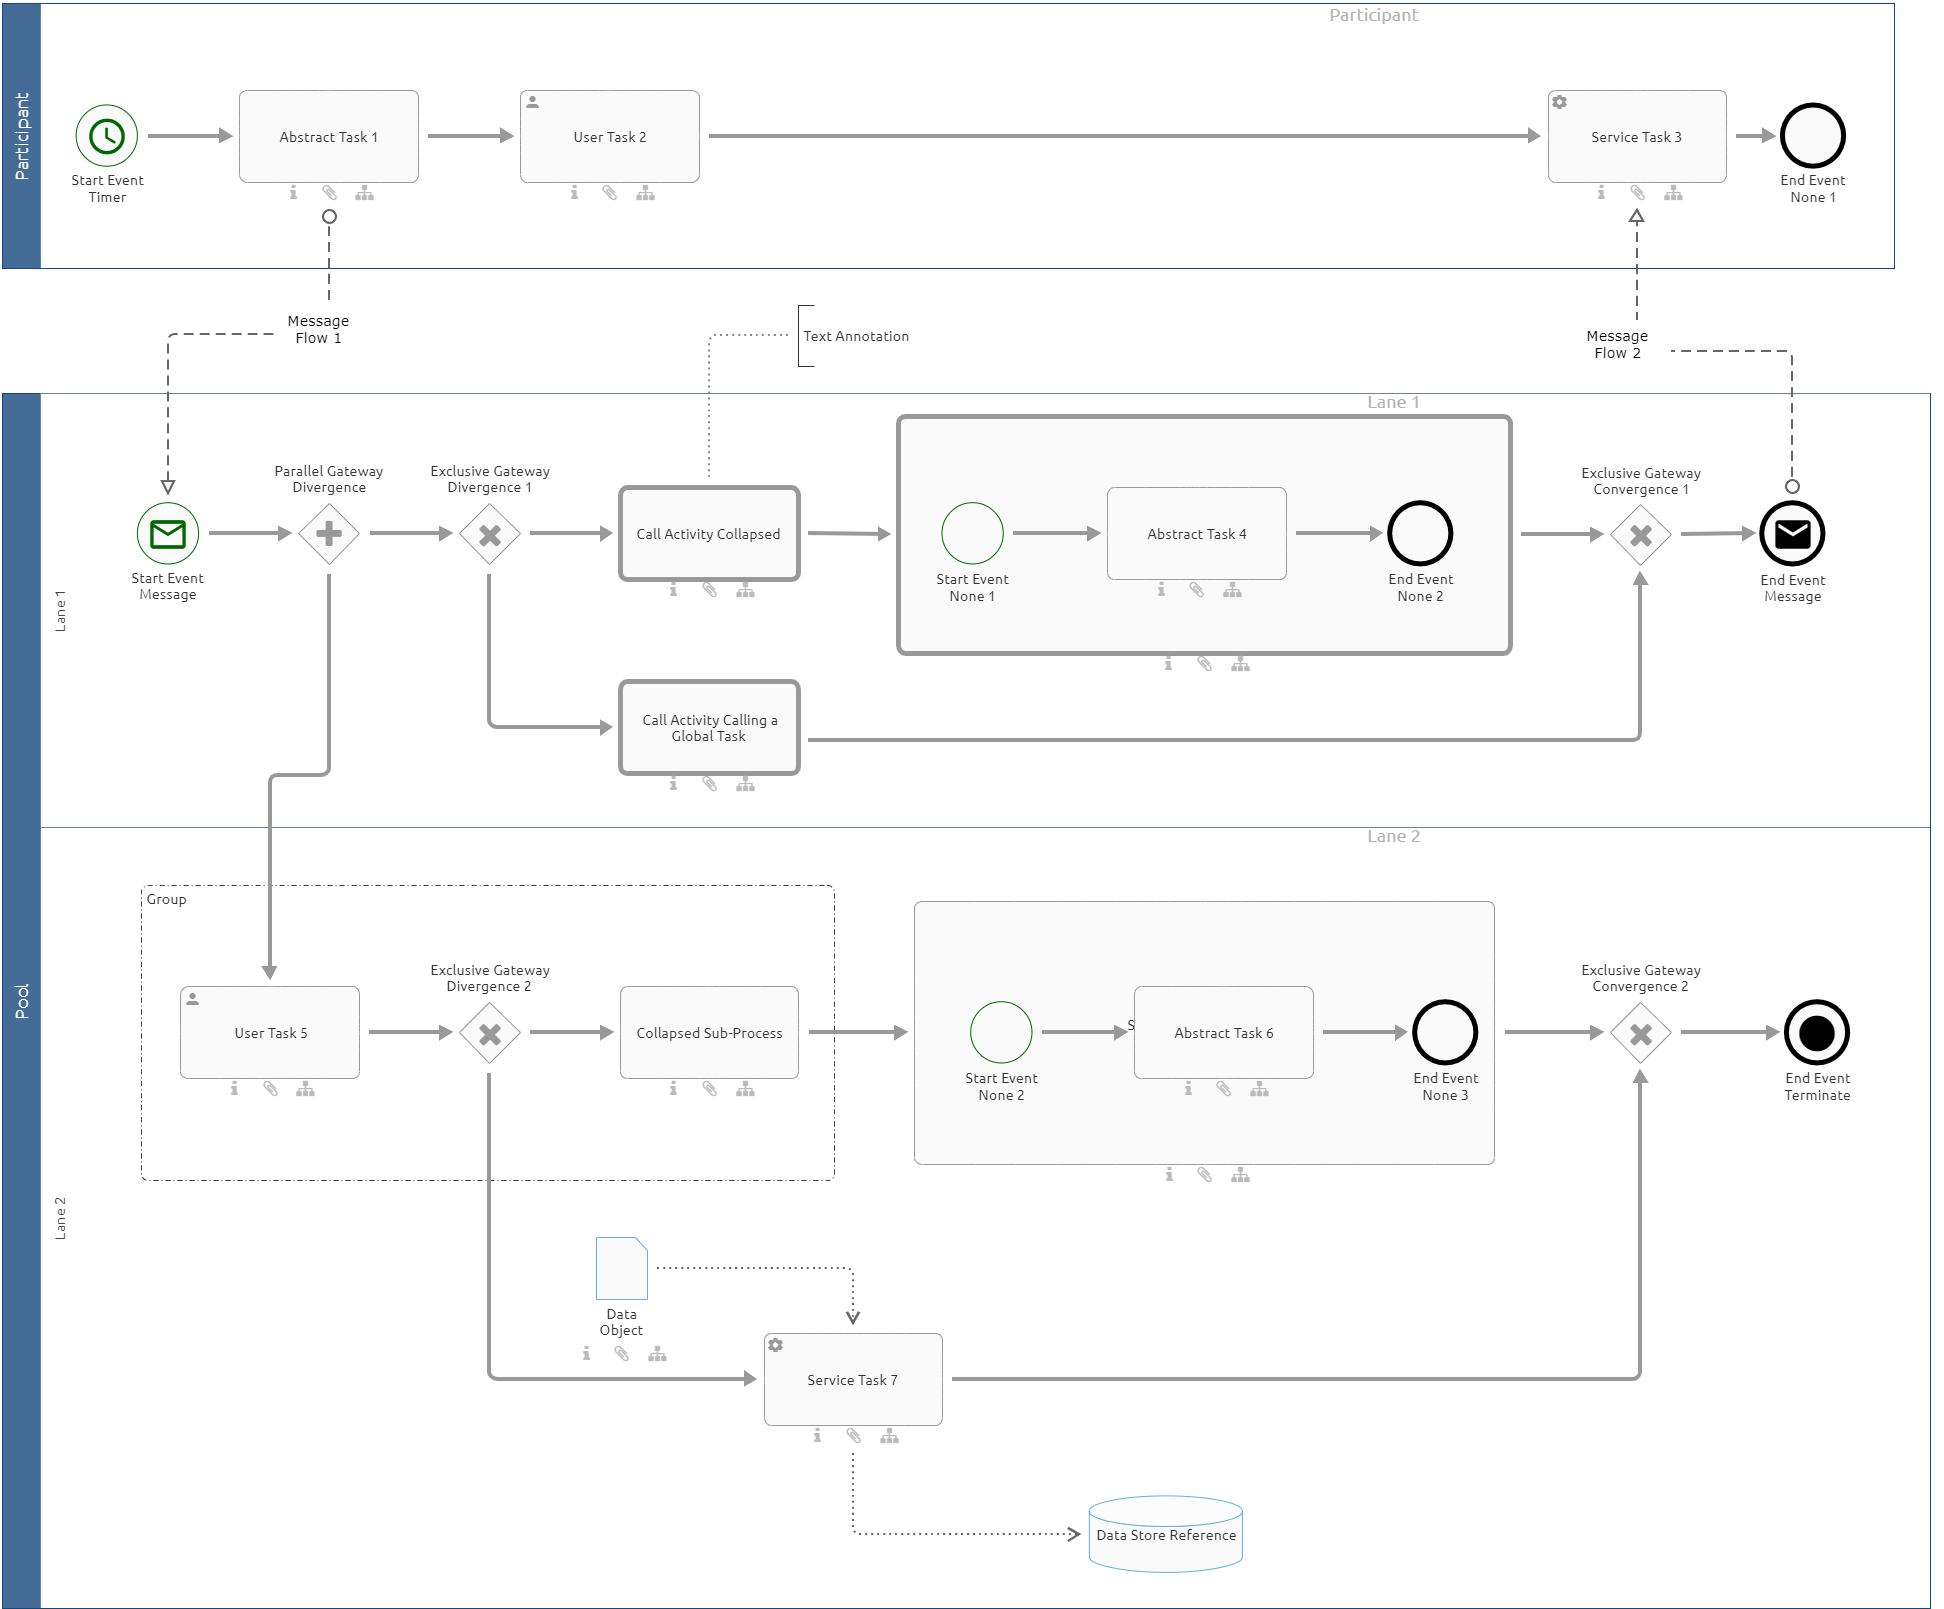 Participant
Participant
Start Event
Timer
Abstract Task 1
User Task 2
Service Task 3
End Event
None 1
Message
Flow 1
Text Annotation
Message
Flow 2
Pool
Lane 1
Lane 1
Start Event
Message
Parallel Gateway
Divergence
Exclusive Gateway
Divergence 1
Call Activity Collapsed
Start Event
None 1
Abstract Task 4
End Event
None 2
Exclusive Gateway
Convergence 1
End Event
Message
Call Activity Calling a
Global Task
Lane 2
Lane 2
Group
User Task 5
Exclusive Gateway
Divergence 2
Collapsed Sub-Process
Start Event
None 2
Abstract Task 6
End Event
None 3
Exclusive Gateway
Convergence 2
End Event
Terminate
Data
Object
Service Task 7
Data Store Reference